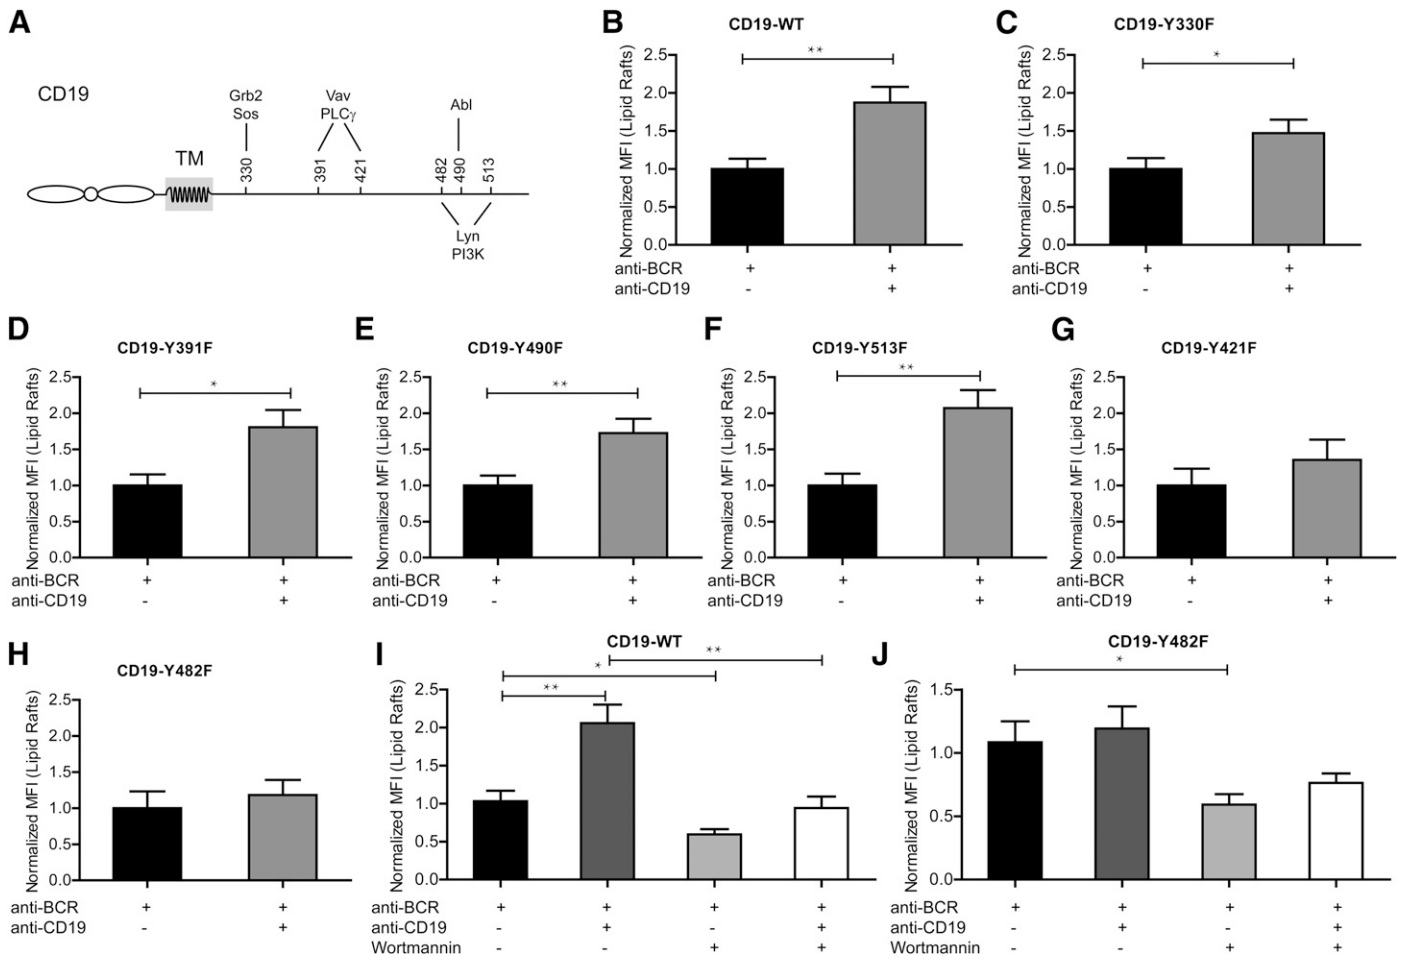 A
CD19
Grb2
Sos
Vav
PLCγ
Abl
TM
330
391
421
482
490
513
Lyn
PI3K
B
CD19-WT
**
Normalized MFI (Lipid Rafts)
2.5
2.0
1.5
1.0
0.5
0.0
anti-BCR + +
anti-CD19 - +
C
CD19-Y330F
*
Normalized MFI (Lipid Rafts)
2.5
2.0
1.5
1.0
0.5
0.0
anti-BCR + +
anti-CD19 - +
D
CD19-Y391F
*
Normalized MFI (Lipid Rafts)
2.5
2.0
1.5
1.0
0.5
0.0
anti-BCR + +
anti-CD19 - +
E
CD19-Y490F
**
Normalized MFI (Lipid Rafts)
2.5
2.0
1.5
1.0
0.5
0.0
anti-BCR + +
anti-CD19 - +
F
CD19-Y513F
**
Normalized MFI (Lipid Rafts)
2.5
2.0
1.5
1.0
0.5
0.0
anti-BCR + +
anti-CD19 - +
G
CD19-Y421F
Normalized MFI (Lipid Rafts)
2.5
2.0
1.5
1.0
0.5
0.0
anti-BCR + +
anti-CD19 - +
H
CD19-Y482F
Normalized MFI (Lipid Rafts)
2.5
2.0
1.5
1.0
0.5
0.0
anti-BCR + +
anti-CD19 - +
I
CD19-WT
**
*
**
Normalized MFI (Lipid Rafts)
2.5
2.0
1.5
1.0
0.5
0.0
anti-BCR + + + +
anti-CD19 - + - +
Wortmannin - - + +
J
CD19-Y482F
*
Normalized MFI (Lipid Rafts)
1.5
1.0
0.5
0.0
anti-BCR + + + +
anti-CD19 - + - +
Wortmannin - - + +